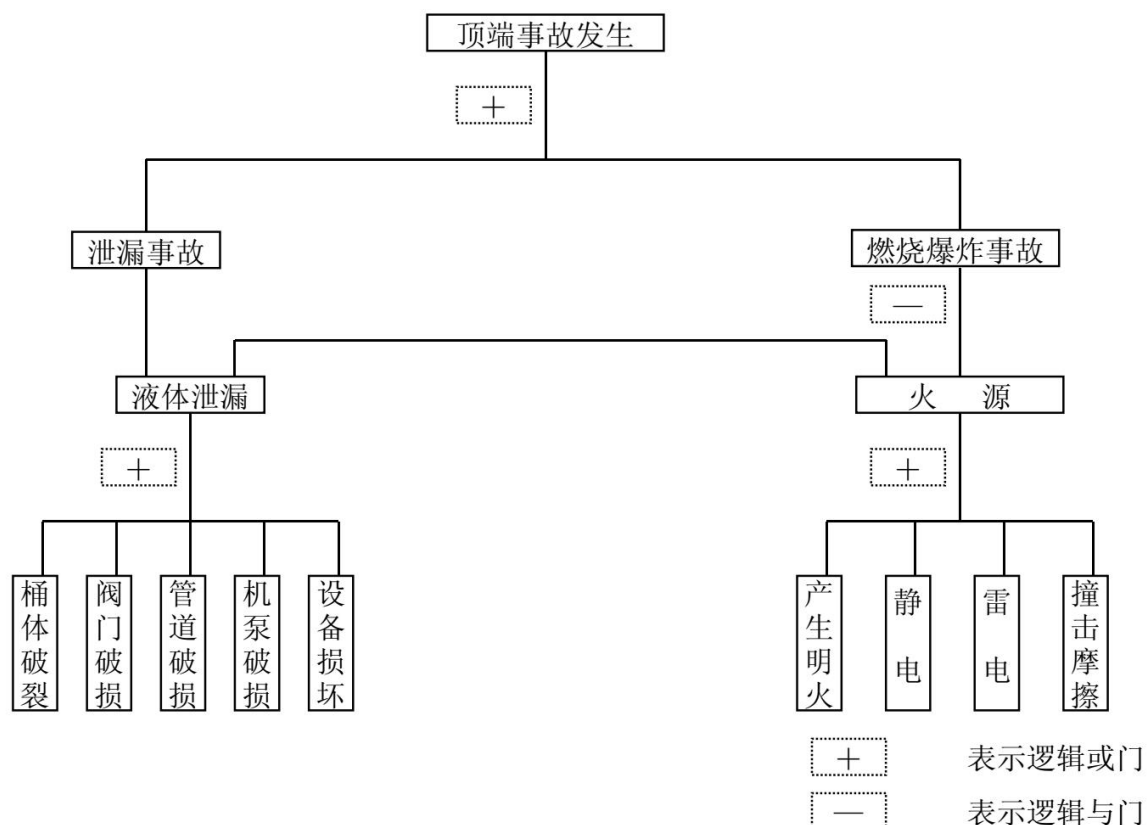 顶端事故发生
+
泄漏事故
燃烧爆炸事故
—
液体泄漏
火 源
+
+
桶体破裂
阀门破损
管道破损
机泵破损
设备损坏
产生明火
静电
雷电
撞击摩擦
+ 表示逻辑或门
— 表示逻辑与门